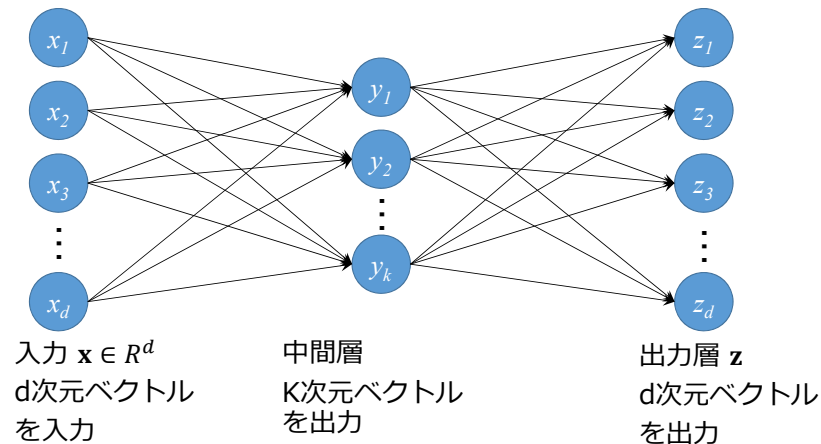 x1
x2
x3
xd
y1
y2
yk
z1
z2
z3
zd
入力 x ∈ R^d
d次元ベクトル
を入力
中間層
K次元ベクトル
を出力
出力層 z
d次元ベクトル
を出力